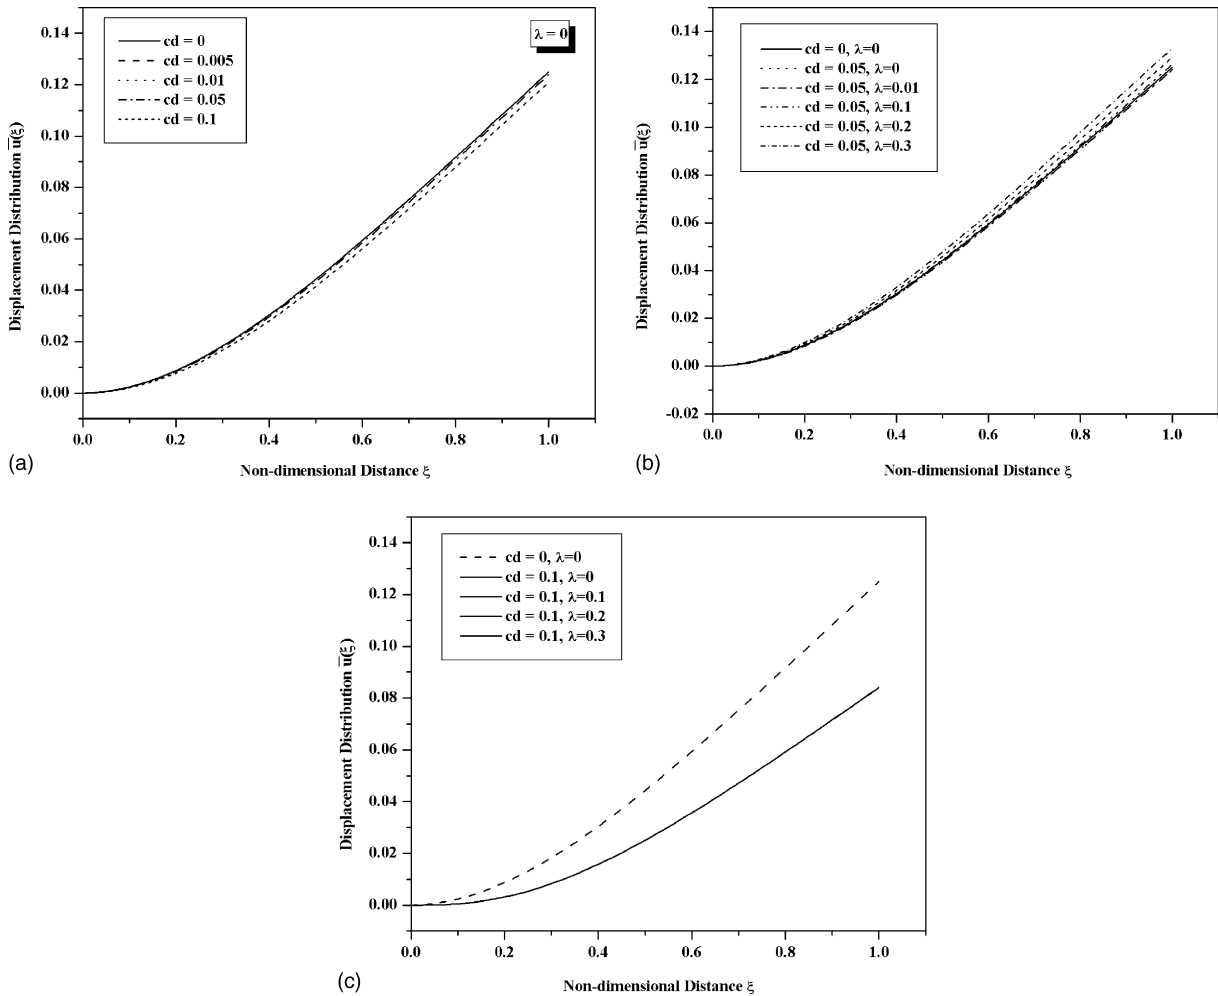 0.14
0.12
0.10
0.08
0.06
0.04
0.02
0.00
Displacement Distribution u̅(ξ)
cd = 0
cd = 0.005
cd = 0.01
cd = 0.05
cd = 0.1
λ = 0
0.0 0.2 0.4 0.6 0.8 1.0
Non-dimensional Distance ξ
(a)
0.14
0.12
0.10
0.08
0.06
0.04
0.02
0.00
-0.02
Displacement Distribution u̅(ξ)
cd = 0, λ=0
cd = 0.05, λ=0
cd = 0.05, λ=0.01
cd = 0.05, λ=0.1
cd = 0.05, λ=0.2
cd = 0.05, λ=0.3
0.0 0.2 0.4 0.6 0.8 1.0
Non-dimensional Distance ξ
(b)
0.14
0.12
0.10
0.08
0.06
0.04
0.02
0.00
Displacement Distribution u̅(ξ)
cd = 0, λ=0
cd = 0.1, λ=0
cd = 0.1, λ=0.1
cd = 0.1, λ=0.2
cd = 0.1, λ=0.3
0.0 0.2 0.4 0.6 0.8 1.0
Non-dimensional Distance ξ
(c)